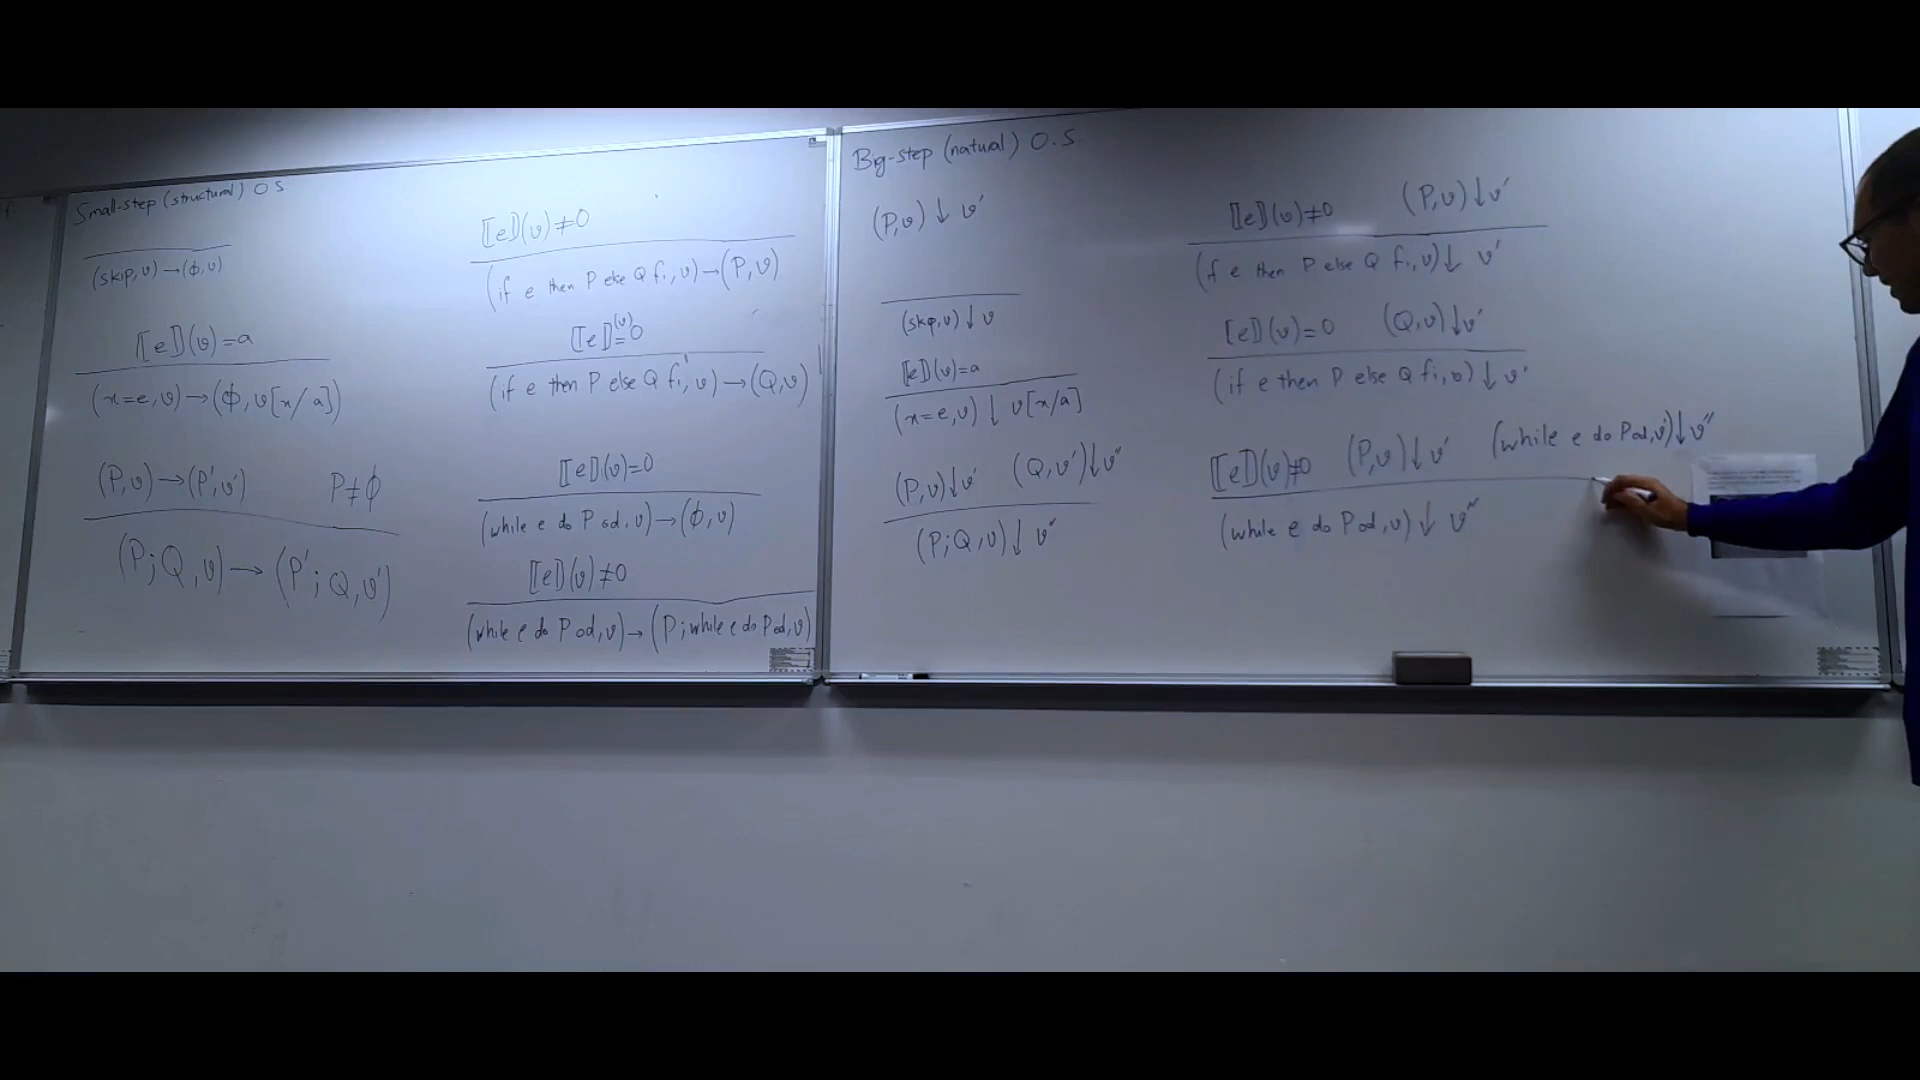 Small-step (structural) O S
(skip, v) → (ϕ, v)
⟦e⟧(v) = a
(x=e, v) → (ϕ, v[x/a])
(P, v) → (P', v') P ≠ ϕ
(P; Q, v) → (P'; Q, v')
⟦e⟧(v) ≠ 0
(if e then P else Q fi, v) → (P, v)
⟦e⟧(v) = 0
(if e then P else Q fi, v) → (Q, v)
⟦e⟧(v) = 0
(while e do P od, v) → (ϕ, v)
⟦e⟧(v) ≠ 0
(while e do P od, v) → (P; while e do P od, v)
Big-step (natural) O.S.
(P, v) ↓ v'
(skip, v) ↓ v
⟦e⟧(v) = a
(x=e, v) ↓ v[x/a]
(P, v) ↓ v' (Q, v') ↓ v''
(P; Q, v) ↓ v''
⟦e⟧(v) ≠ 0 (P, v) ↓ v'
(if e then P else Q fi, v) ↓ v'
⟦e⟧(v) = 0 (Q, v) ↓ v'
(if e then P else Q fi, v) ↓ v'
⟦e⟧(v) ≠ 0 (P, v) ↓ v' (while e do P od, v') ↓ v''
(while e do P od, v) ↓ v''